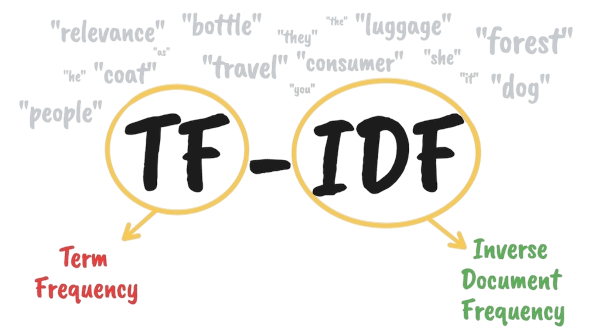 "relevance" "bottle" "they" "the" "luggage" "forest"
"as"
"he" "coat" "travel" "consumer" "she"
"you" "it" "dog"
"people"
TF - IDF
Term
Frequency
Inverse
Document
Frequency